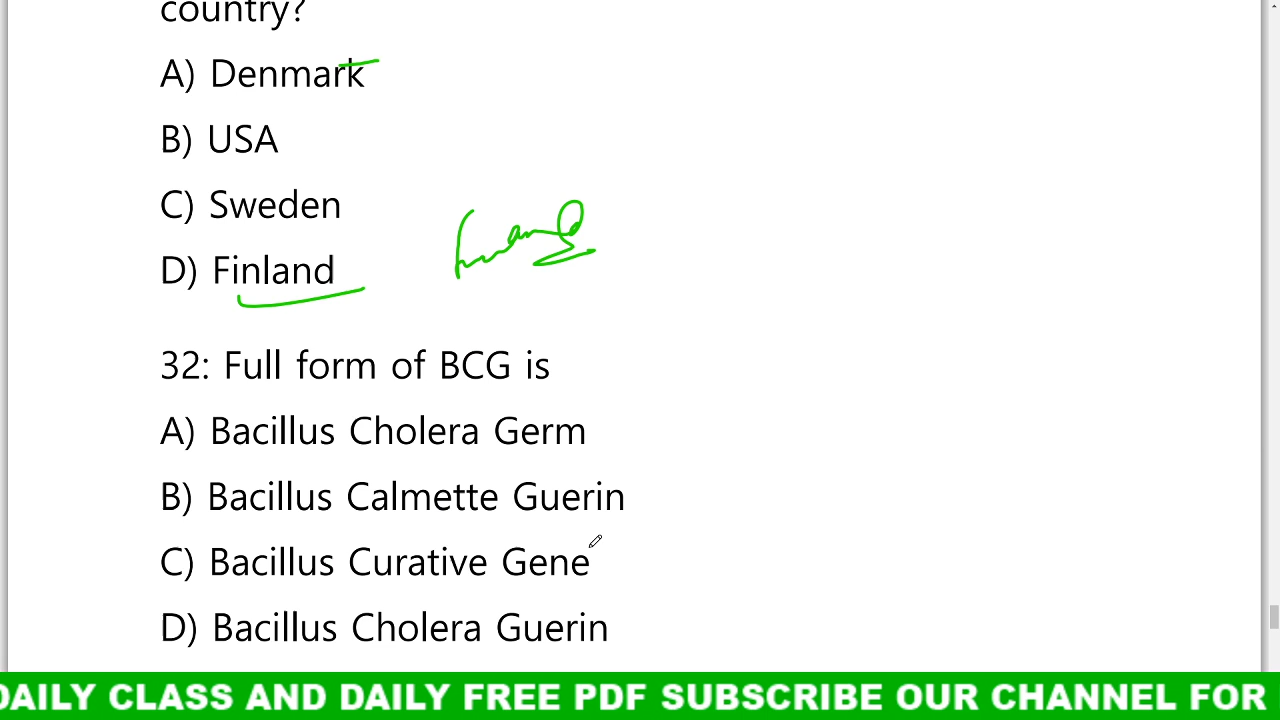 country?
A) Denmark
B) USA
C) Sweden
D) Finland
32: Full form of BCG is
A) Bacillus Cholera Germ
B) Bacillus Calmette Guerin
C) Bacillus Curative Gene
D) Bacillus Cholera Guerin
DAILY CLASS AND DAILY FREE PDF SUBSCRIBE OUR CHANNEL FOR